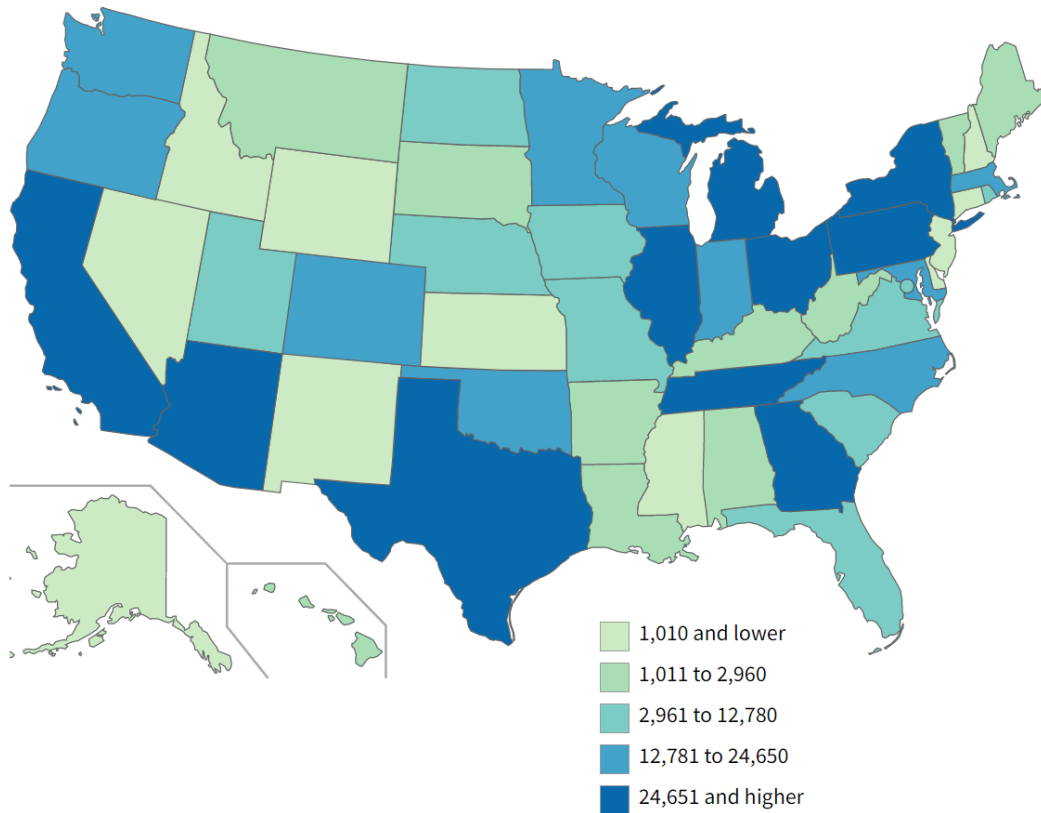 1,010 and lower
1,011 to 2,960
2,961 to 12,780
12,781 to 24,650
24,651 and higher